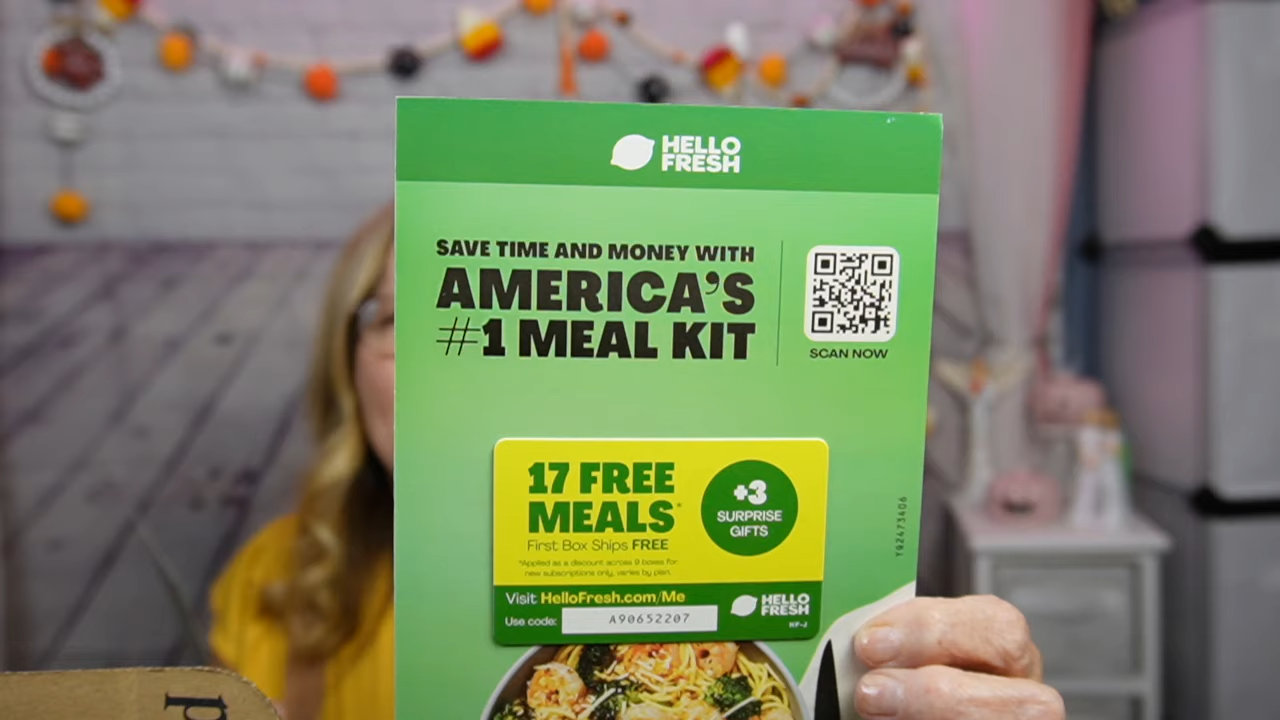 HELLO
FRESH
SAVE TIME AND MONEY WITH
AMERICA'S
#1 MEAL KIT
SCAN NOW
17 FREE
MEALS*
First Box Ships FREE
*Applied as a discount across 9 boxes for
new subscriptions only, varies by plan.
+3
SURPRISE
GIFTS
Visit HelloFresh.com/Me
Use code: A90652207
HELLO
FRESH
WF-J
YQ2473406
P